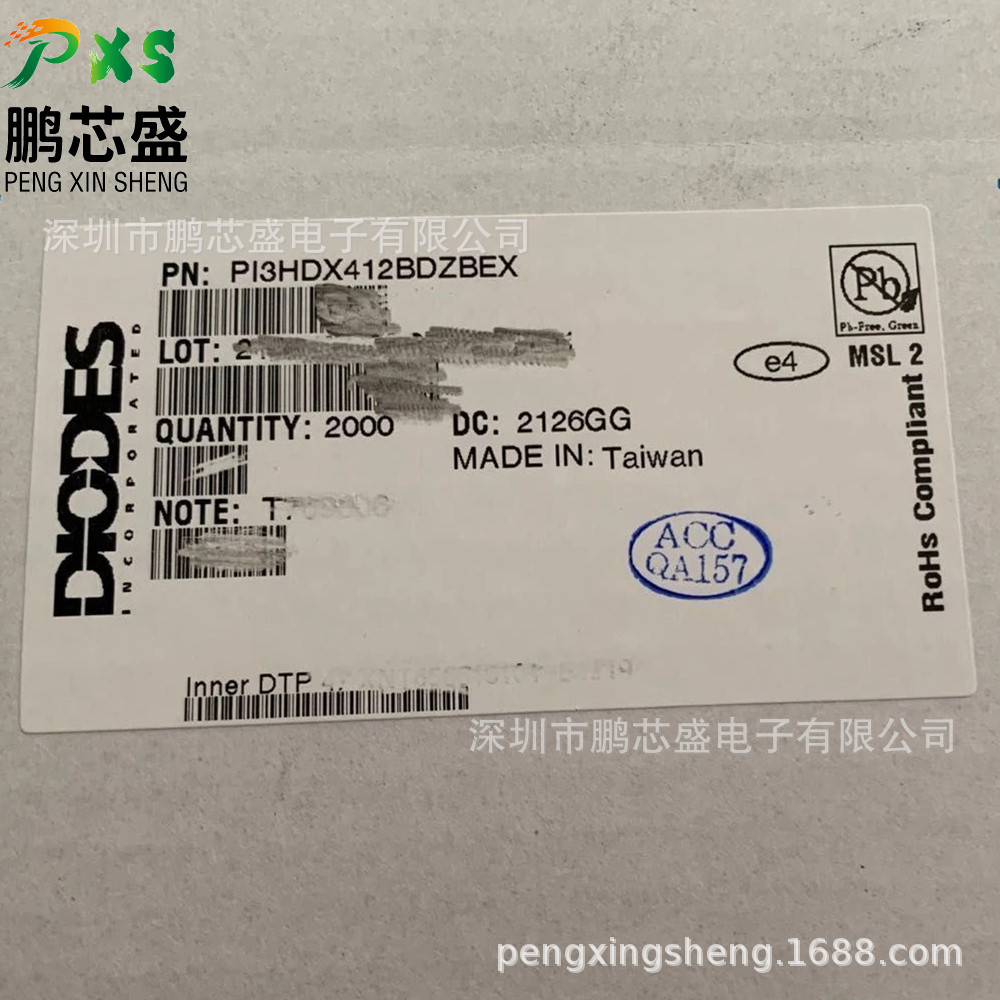 PXS
鹏芯盛
PENG XIN SHENG
深圳市鹏芯盛电子有限公司
PN: PI3HDX412BDZBEX
LOT: 2
QUANTITY: 2000
DC: 2126GG
MADE IN: Taiwan
NOTE: T
Inner DTP
DIODES
INCORPORATED
Pb
Pb-Free, Green
e4
MSL 2
RoHs Compliant
ACC
QA157
深圳市鹏芯盛电子有限公司
pengxingsheng.1688.com